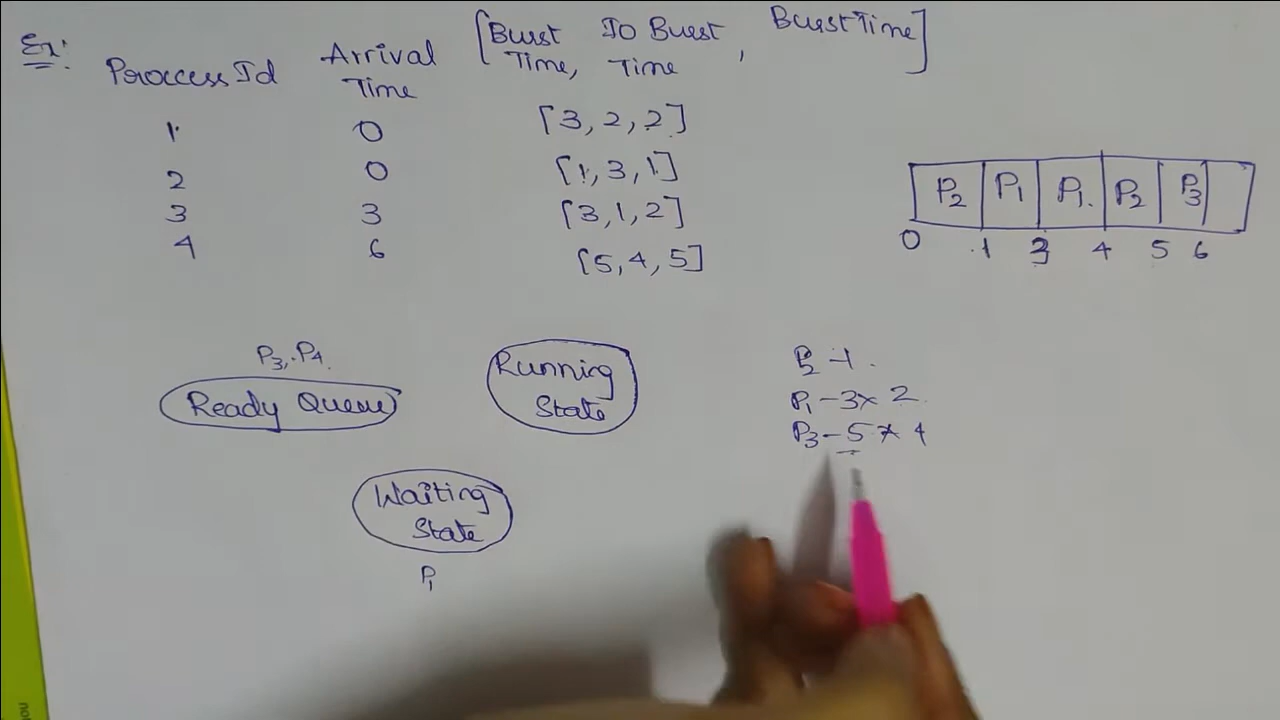 Ex:
Proccess Id
Arrival Time
[Burst Time, IO Burst Time, Burst Time]
1 0 [3, 2, 2]
2 0 [1, 3, 1]
3 3 [3, 1, 2]
4 6 [5, 4, 5]
P2 P1 P1. P2 P3
0 1 3 4 5 6
P3, P4.
Ready Queue
Running
State
Waiting
State
P1
P2 - 1.
P1 - 3 x 2.
P3 - 5 x 4